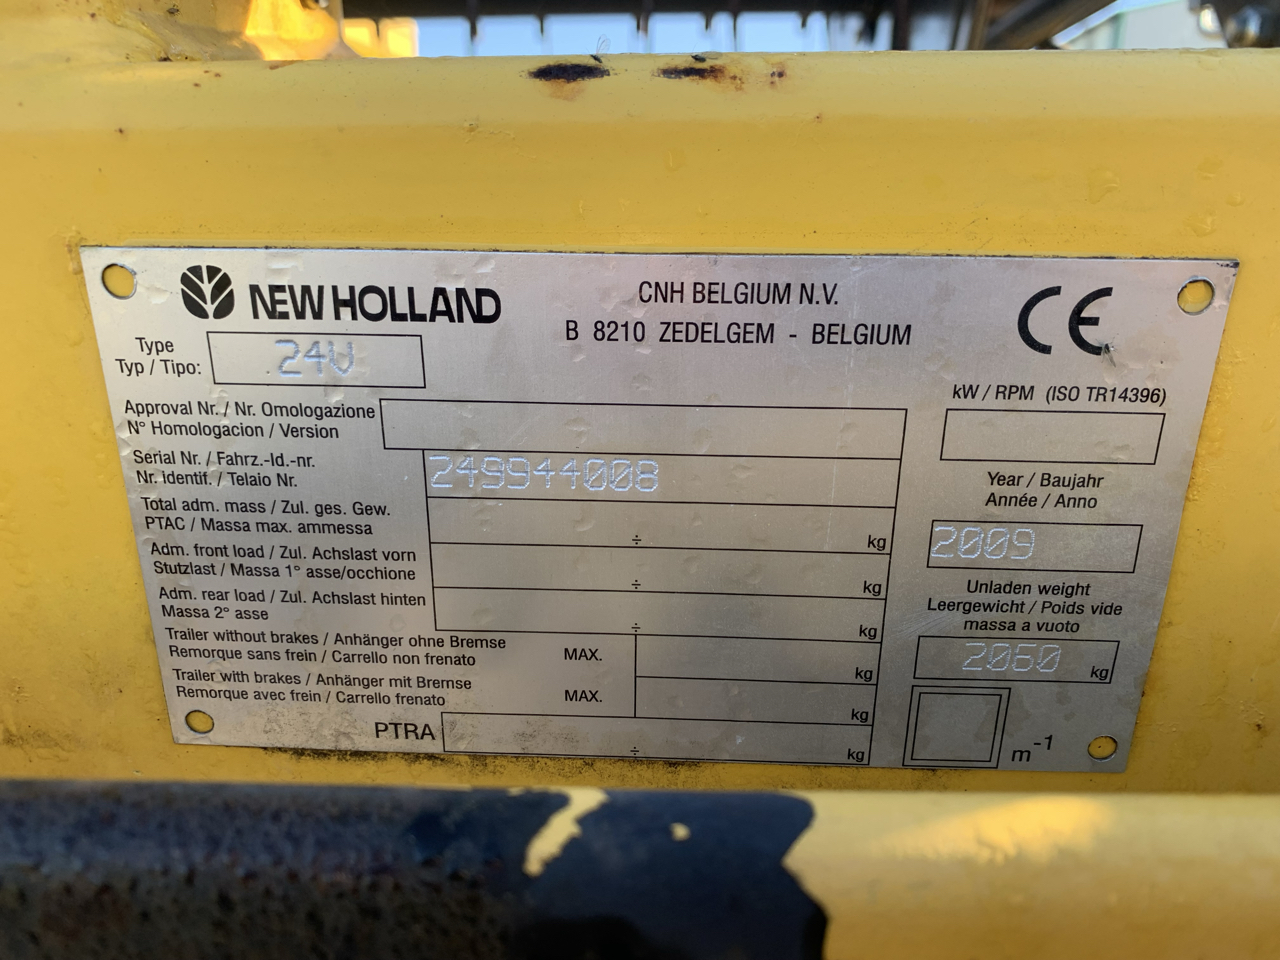 NEW HOLLAND
CNH BELGIUM N.V.
B 8210 ZEDELGEM - BELGIUM
CE
Type
Typ / Tipo:
24V
Approval Nr. / Nr. Omologazione
N° Homologacion / Version
Serial Nr. / Fahrz.-Id.-nr.
Nr. identif. / Telaio Nr.
249944008
Total adm. mass / Zul. ges. Gew.
PTAC / Massa max. ammessa
÷ kg
Adm. front load / Zul. Achslast vorn
Stutzlast / Massa 1° asse/occhione
÷ kg
Adm. rear load / Zul. Achslast hinten
Massa 2° asse
÷ kg
Trailer without brakes / Anhänger ohne Bremse
Remorque sans frein / Carrello non frenato
MAX. kg
Trailer with brakes / Anhänger mit Bremse
Remorque avec frein / Carrello frenato
MAX. kg
PTRA ÷ kg
kW / RPM (ISO TR14396)
Year / Baujahr
Année / Anno
2009
Unladen weight
Leergewicht / Poids vide
massa a vuoto
2060 kg
m-1